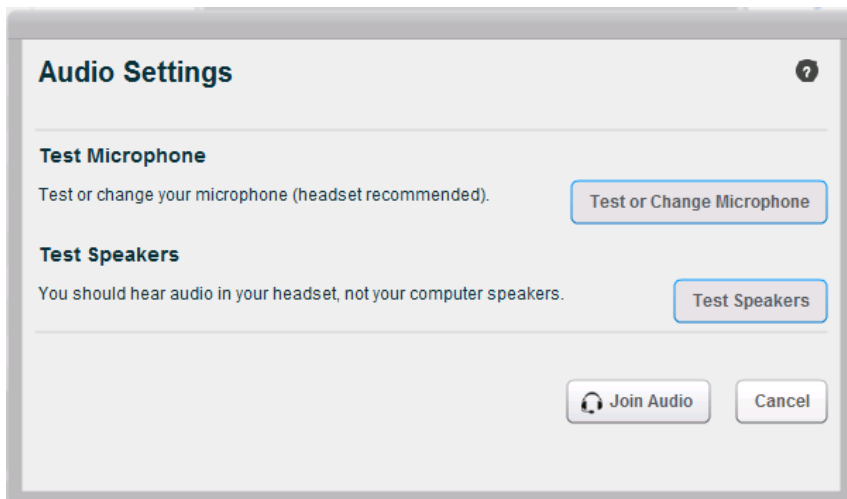 Audio Settings
?
Test Microphone
Test or change your microphone (headset recommended).
Test or Change Microphone
Test Speakers
You should hear audio in your headset, not your computer speakers.
Test Speakers
Join Audio
Cancel